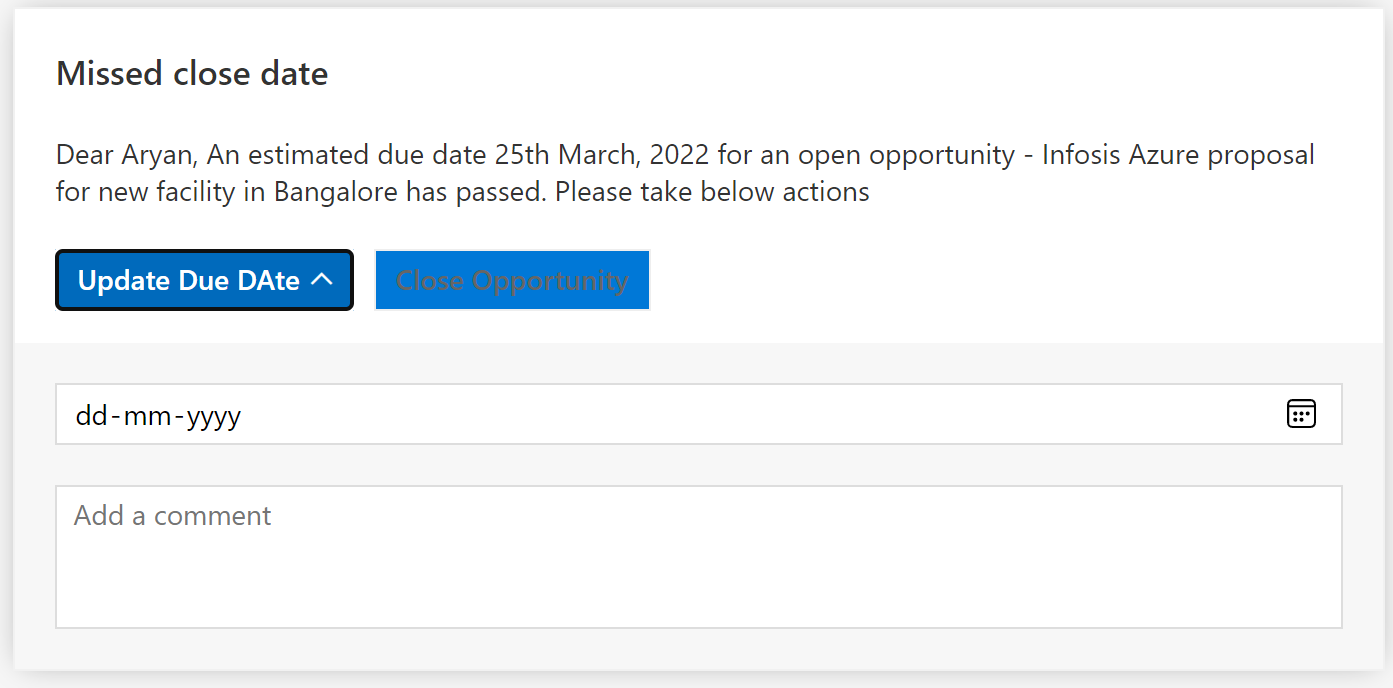 Missed close date
Dear Aryan, An estimated due date 25th March, 2022 for an open opportunity - Infosis Azure proposal
for new facility in Bangalore has passed. Please take below actions
Update Due DAte
Close Opportunity
dd-mm-yyyy
Add a comment